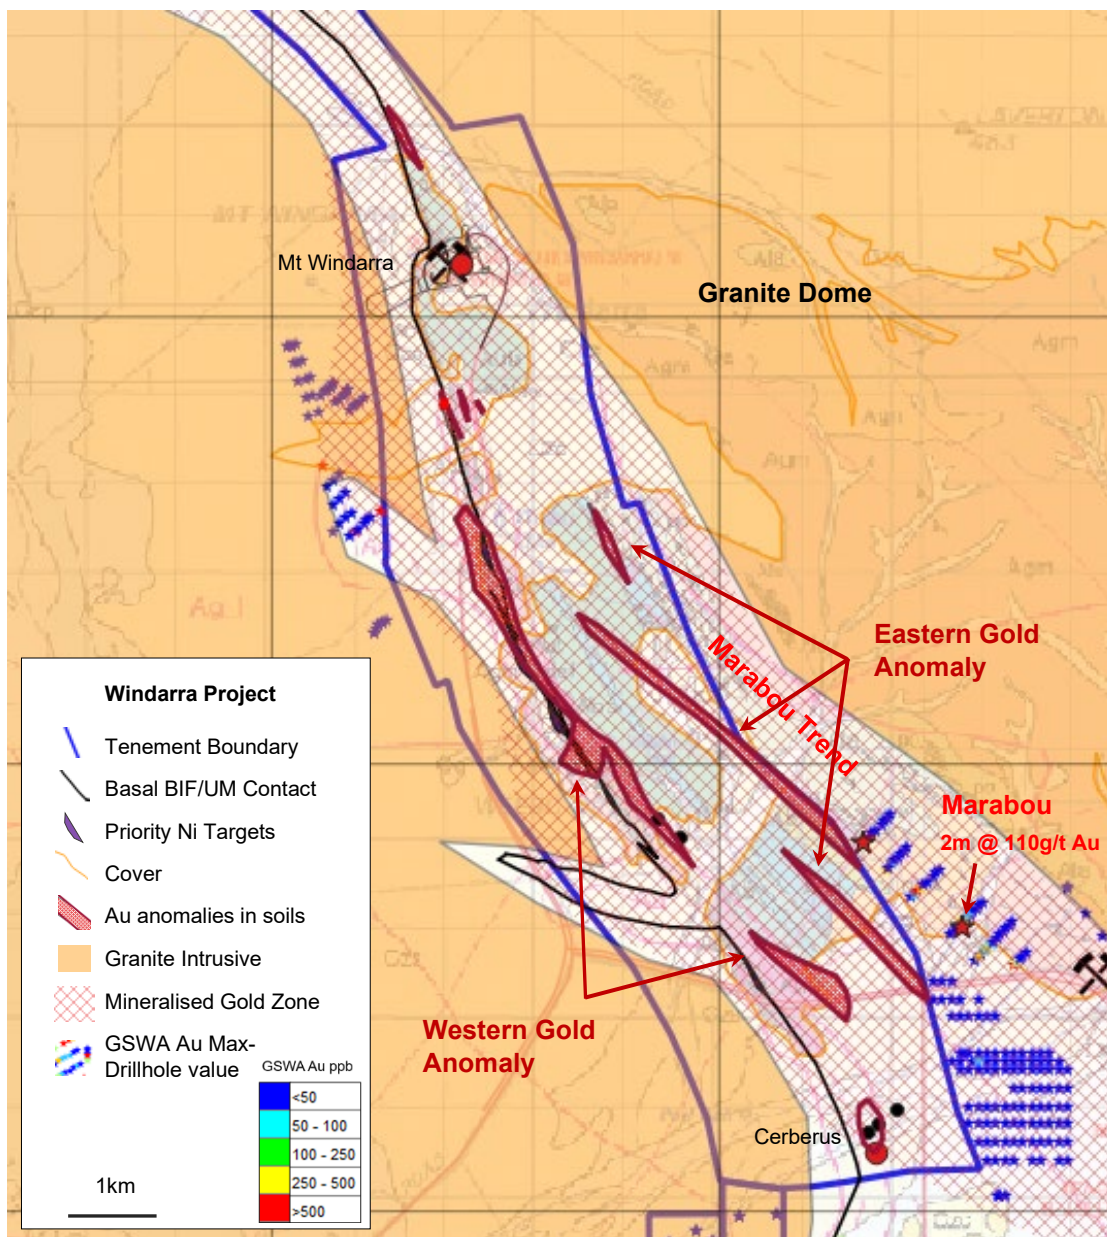 Mt Windarra
Granite Dome
Eastern Gold
Anomaly
Marabou Trend
Marabou
2m @ 110g/t Au
Western Gold
Anomaly
Cerberus
Windarra Project
Tenement Boundary
Basal BIF/UM Contact
Priority Ni Targets
Cover
Au anomalies in soils
Granite Intrusive
Mineralised Gold Zone
GSWA Au Max-
Drillhole value
1km
GSWA Au ppb
<50
50 - 100
100 - 250
250 - 500
>500